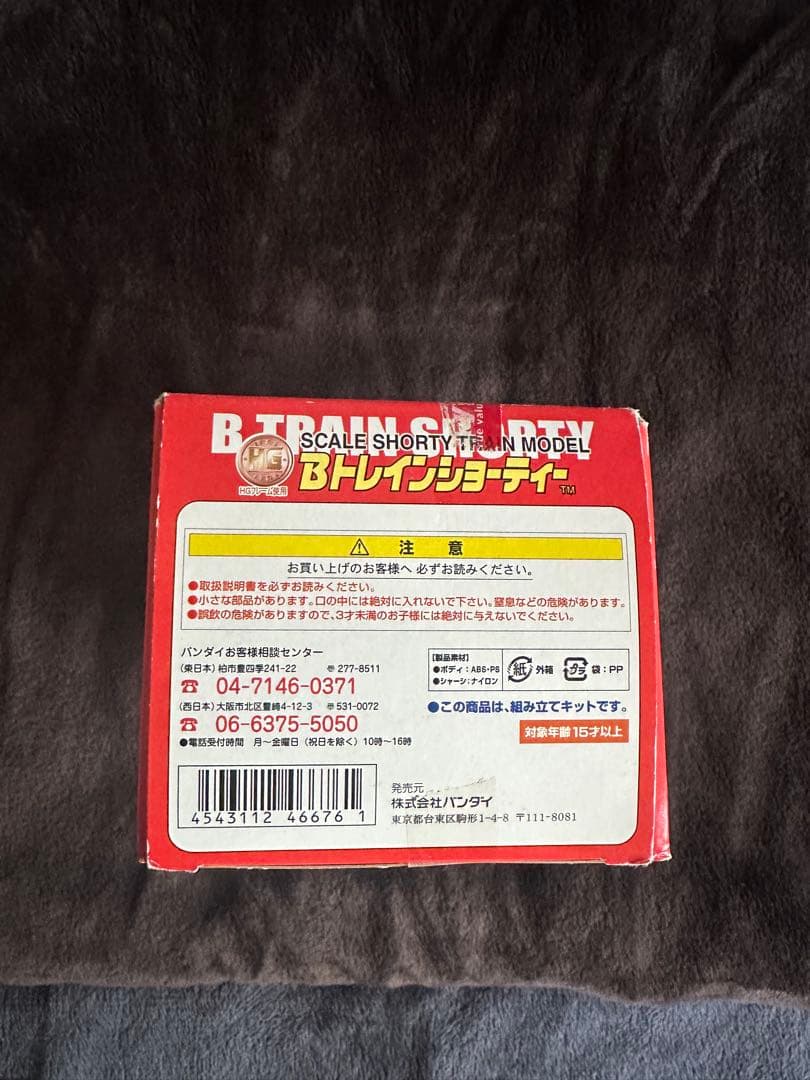 B TRAIN SHORTY
SCALE SHORTY TRAIN MODEL
HG
HGフレーム使用
BトレインショーティーTM
注 意
お買い上げのお客様へ 必ずお読みください。
●取扱説明書を必ずお読みください。
●小さな部品があります。口の中には絶対に入れないで下さい。窒息などの危険があります。
●誤飲の危険がありますので、3才未満のお子様には絶対に与えないでください。
バンダイお客様相談センター
(東日本) 柏市豊四季241-22 〠 277-8511
☎ 04-7146-0371
(西日本) 大阪市北区豊崎4-12-3 〠 531-0072
☎ 06-6375-5050
●電話受付時間 月〜金曜日 (祝日を除く) 10時〜16時
【製品素材】
●ボディ:ABS・PS
●シャーシ:ナイロン
紙 外箱
プラ 袋:PP
●この商品は、組み立てキットです。
対象年齢 15才以上
4543112 46676 1
発売元
株式会社バンダイ
東京都台東区駒形1-4-8 〒111-8081